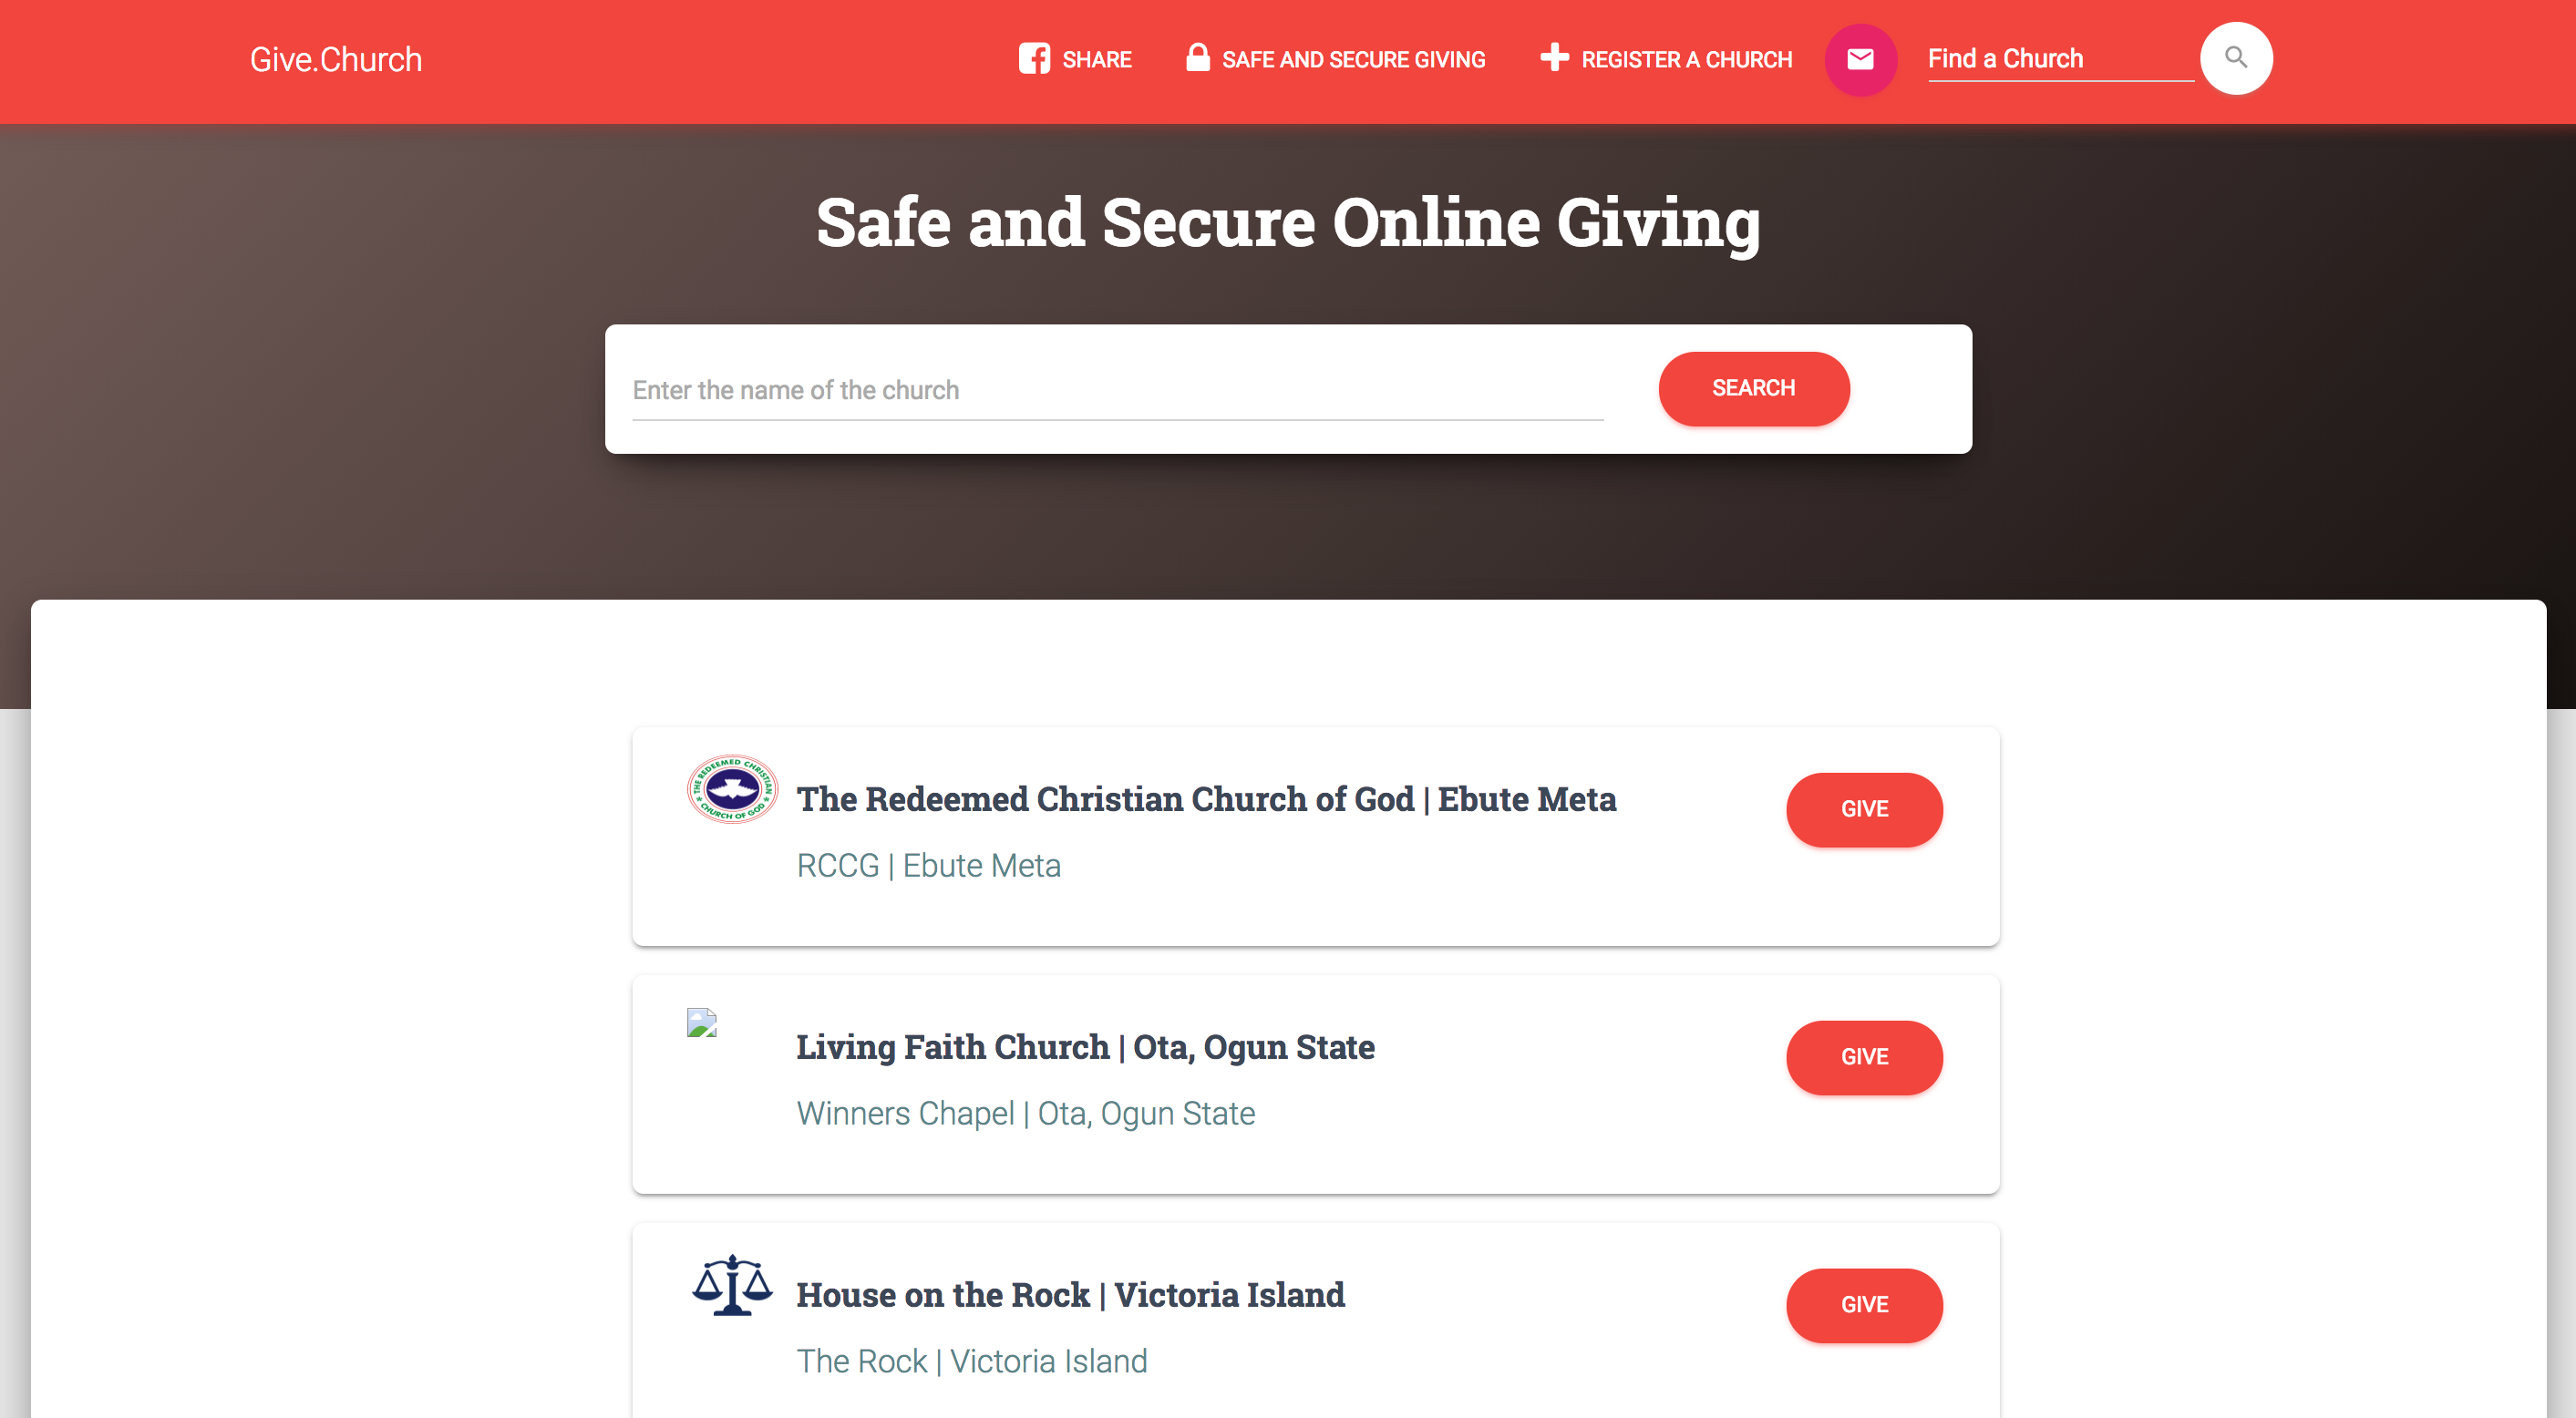 Give.Church
SHARE
SAFE AND SECURE GIVING
REGISTER A CHURCH
Find a Church
Safe and Secure Online Giving
Enter the name of the church
SEARCH
THE REDEEMED CHRISTIAN CHURCH OF GOD
The Redeemed Christian Church of God | Ebute Meta
GIVE
RCCG | Ebute Meta
Living Faith Church | Ota, Ogun State
GIVE
Winners Chapel | Ota, Ogun State
House on the Rock | Victoria Island
GIVE
The Rock | Victoria Island